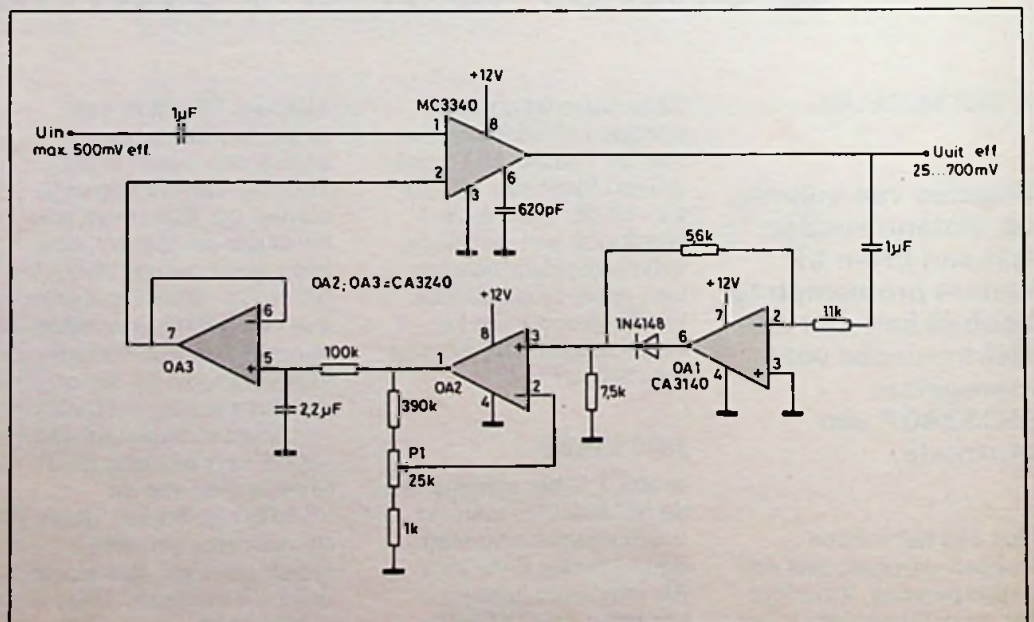 +12V
MC3340
1µF
Uin
max. 500mV eff.
1
8
2
3
6
620pF
Uuit eff
25...700mV
5,6k
1µF
OA2; OA3 = CA3240
+12V
+12V
6
7
5
OA3
100k
2,2µF
8
1
3
OA2
2
4
390k
P1
25k
1k
1N4148
7,5k
7
6
2
3
4
OA1
CA3140
11k